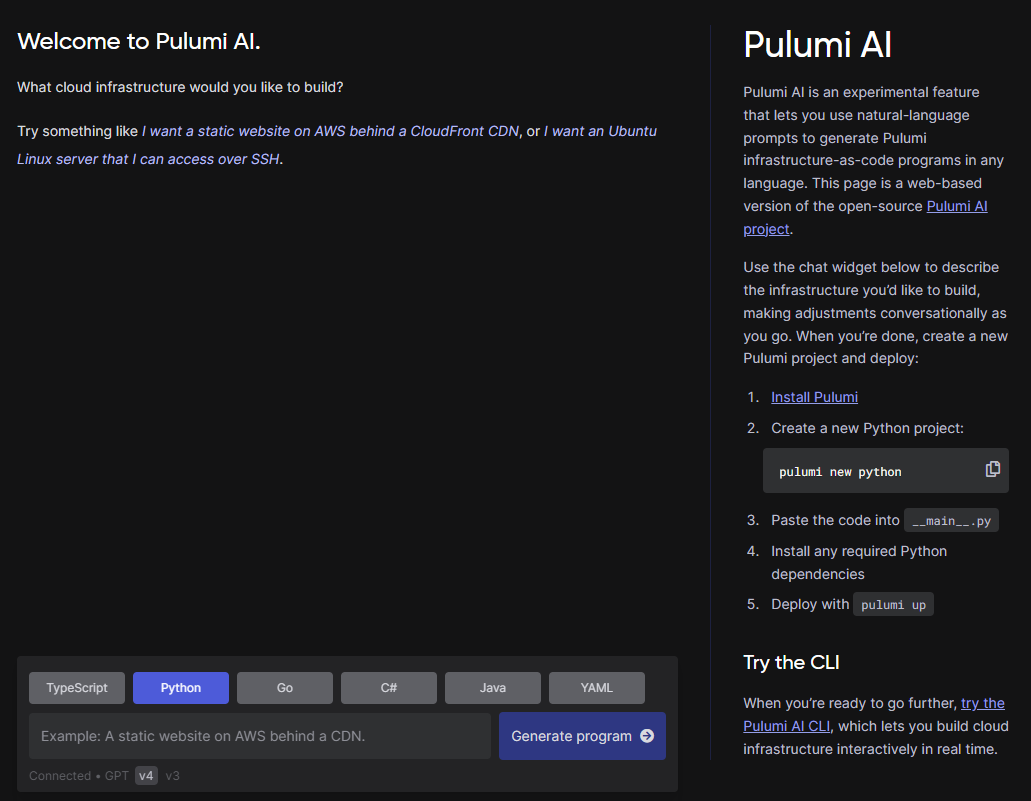 Welcome to Pulumi AI.
What cloud infrastructure would you like to build?
Try something like I want a static website on AWS behind a CloudFront CDN, or I want an Ubuntu
Linux server that I can access over SSH.
TypeScript
Python
Go
C#
Java
YAML
Example: A static website on AWS behind a CDN.
Generate program
Connected • GPT v4 v3
Pulumi AI
Pulumi AI is an experimental feature
that lets you use natural-language
prompts to generate Pulumi
infrastructure-as-code programs in any
language. This page is a web-based
version of the open-source Pulumi AI
project.
Use the chat widget below to describe
the infrastructure you’d like to build,
making adjustments conversationally as
you go. When you’re done, create a new
Pulumi project and deploy:
1. Install Pulumi
2. Create a new Python project:
pulumi new python
3. Paste the code into __main__.py
4. Install any required Python
dependencies
5. Deploy with pulumi up
Try the CLI
When you’re ready to go further, try the
Pulumi AI CLI, which lets you build cloud
infrastructure interactively in real time.